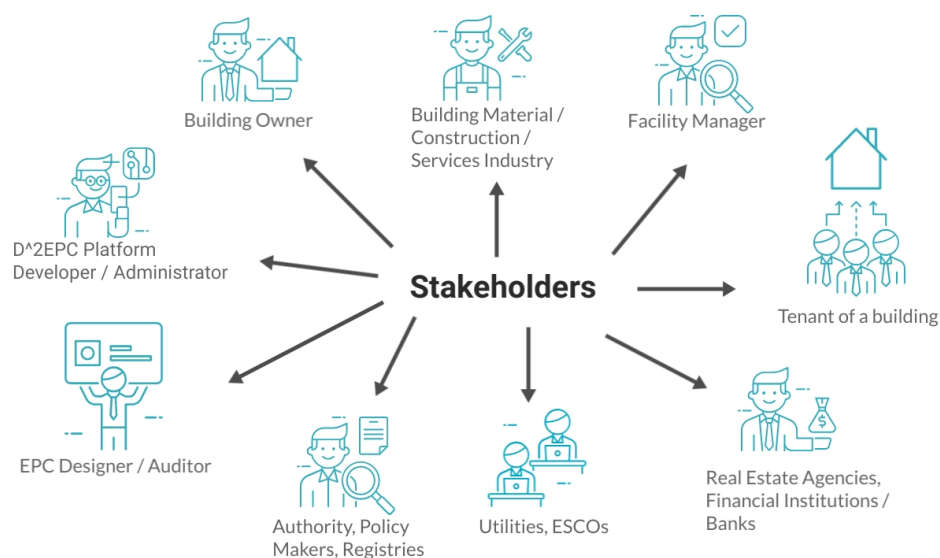 Building Owner
Building Material /
Construction /
Services Industry
Facility Manager
D^2EPC Platform
Developer / Administrator
Stakeholders
Tenant of a building
EPC Designer / Auditor
Authority, Policy
Makers, Registries
Utilities, ESCOs
Real Estate Agencies,
Financial Institutions /
Banks
$